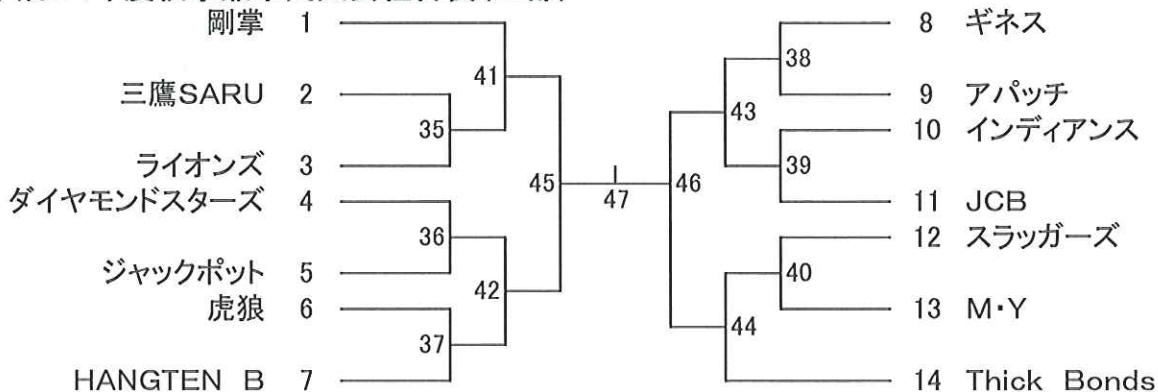 剛掌 1
三鷹SARU 2
ライオンズ 3
ダイヤモンドスターズ 4
ジャックポット 5
虎狼 6
HANGTEN B 7
35
36
37
41
42
45
47
46
43
44
38
39
40
8 ギネス
9 アパッチ
10 インディアンス
11 JCB
12 スラッガーズ
13 M・Y
14 Thick Bonds